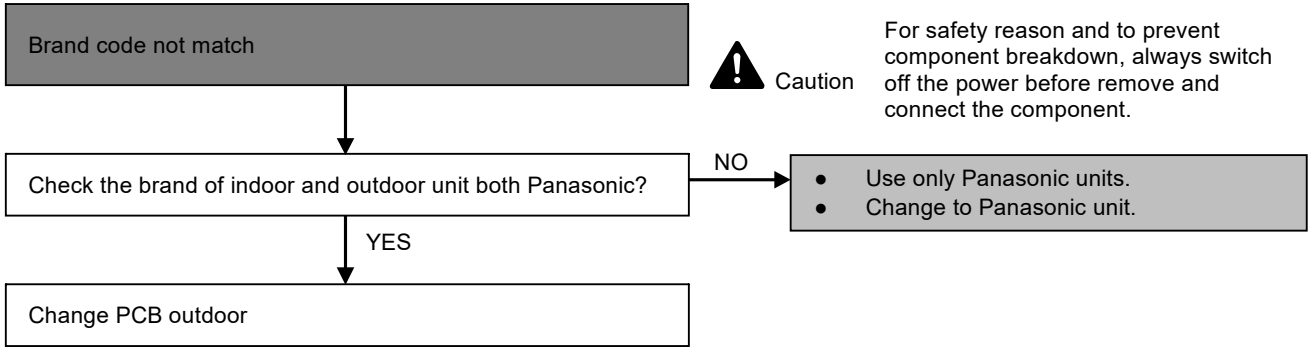 Brand code not match
Caution
For safety reason and to prevent
component breakdown, always switch
off the power before remove and
connect the component.
Check the brand of indoor and outdoor unit both Panasonic?
NO
● Use only Panasonic units.
● Change to Panasonic unit.
YES
Change PCB outdoor